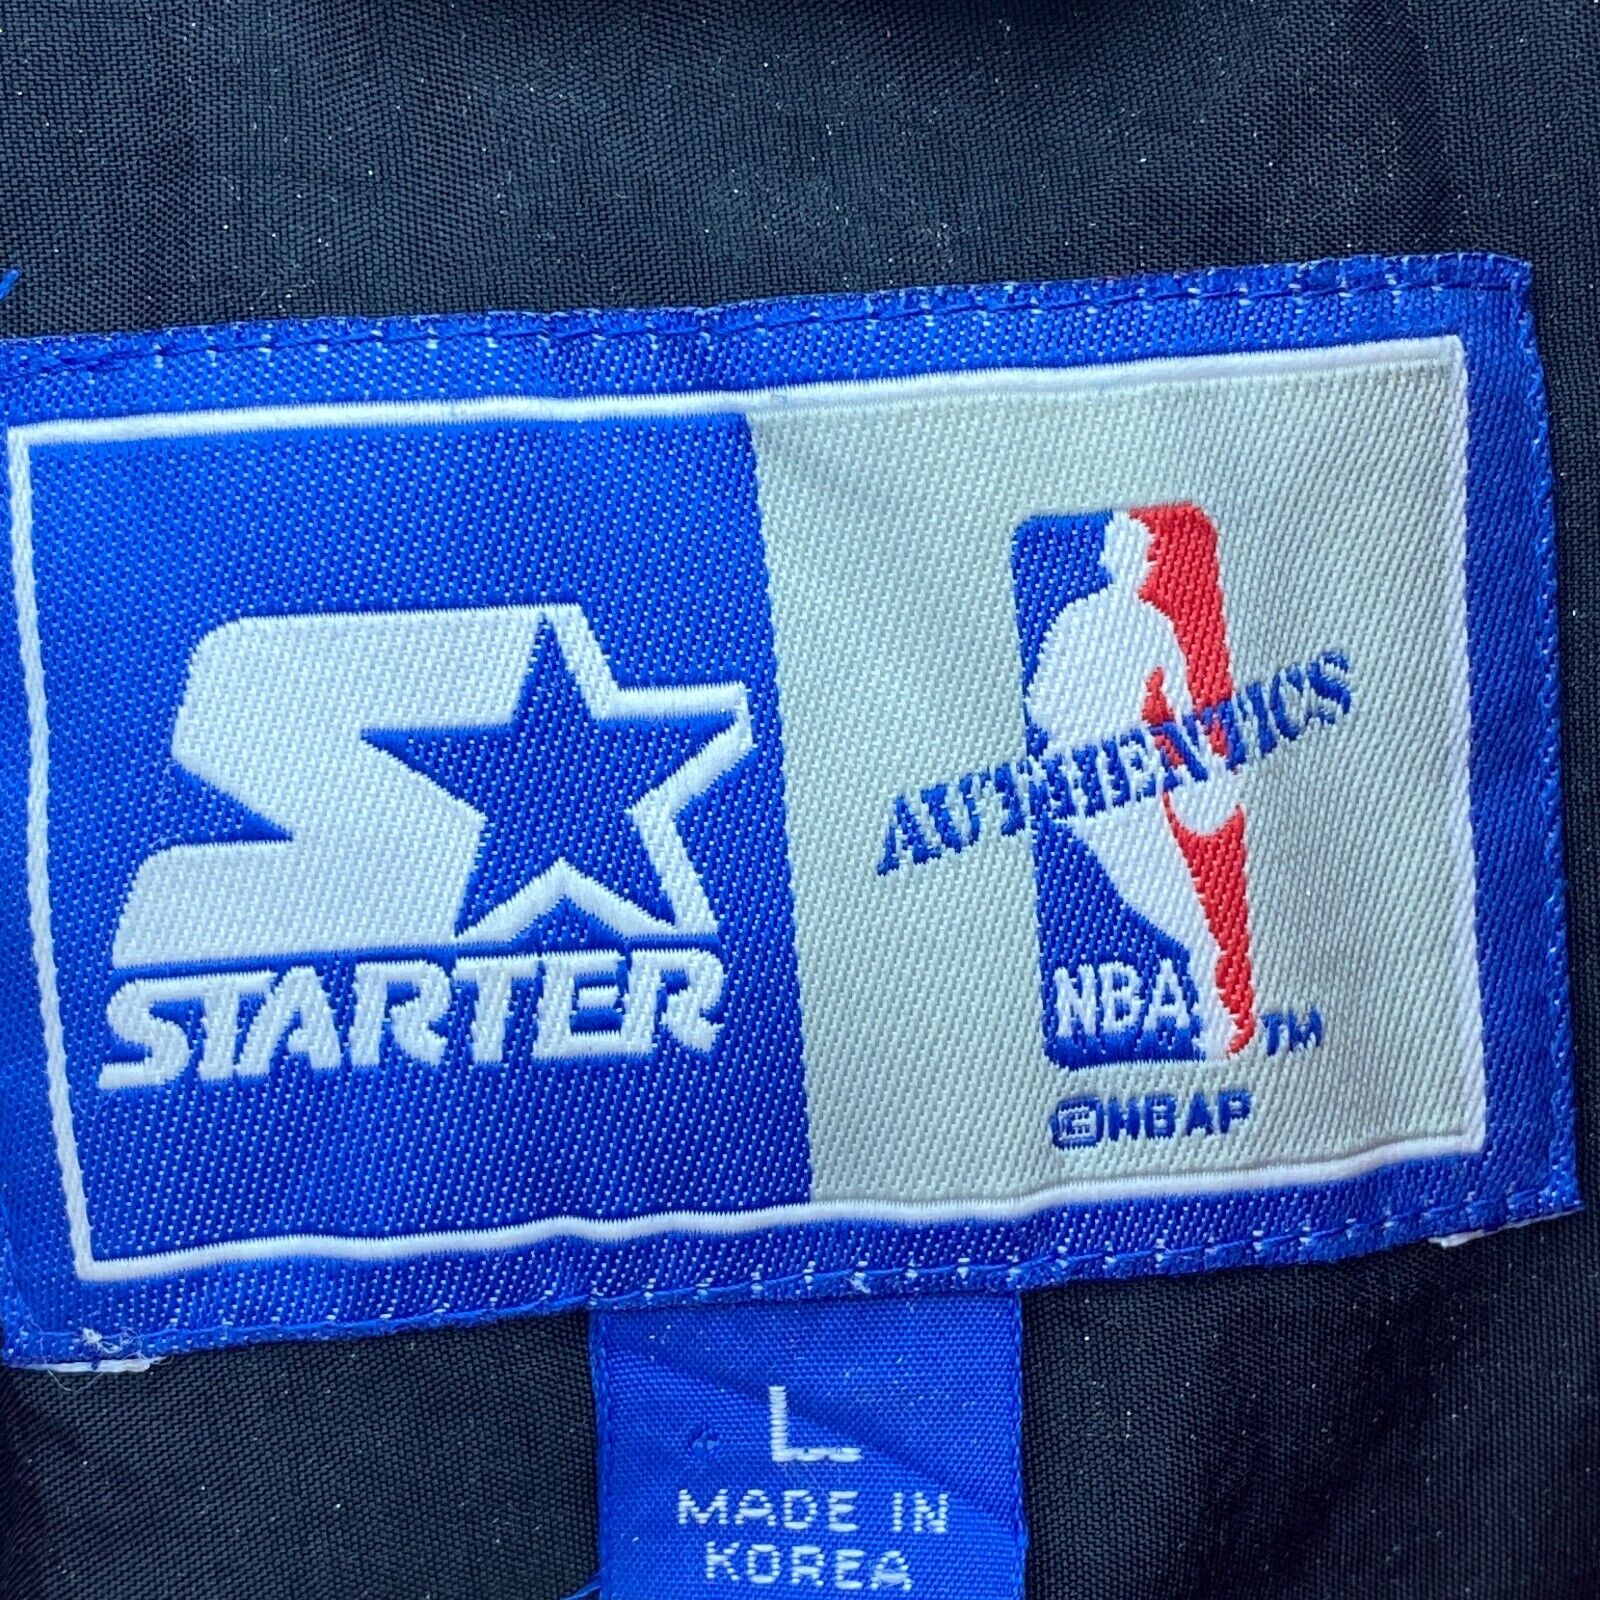 STARTER
AUTHENTICS
NBA
TM
©NBAP
L
MADE IN
KOREA